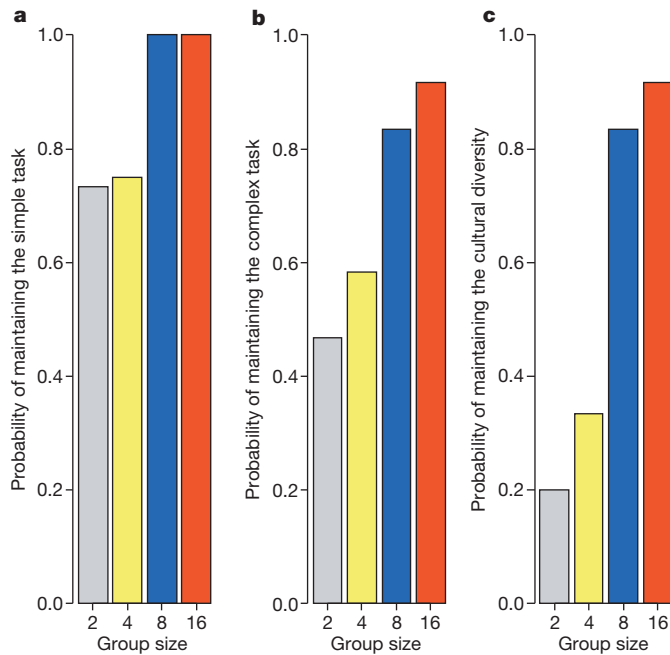 a
Probability of maintaining the simple task
1.0
0.8
0.6
0.4
0.2
0.0
2 4 8 16
Group size
b
Probability of maintaining the complex task
1.0
0.8
0.6
0.4
0.2
0.0
2 4 8 16
Group size
c
Probability of maintaining the cultural diversity
1.0
0.8
0.6
0.4
0.2
0.0
2 4 8 16
Group size